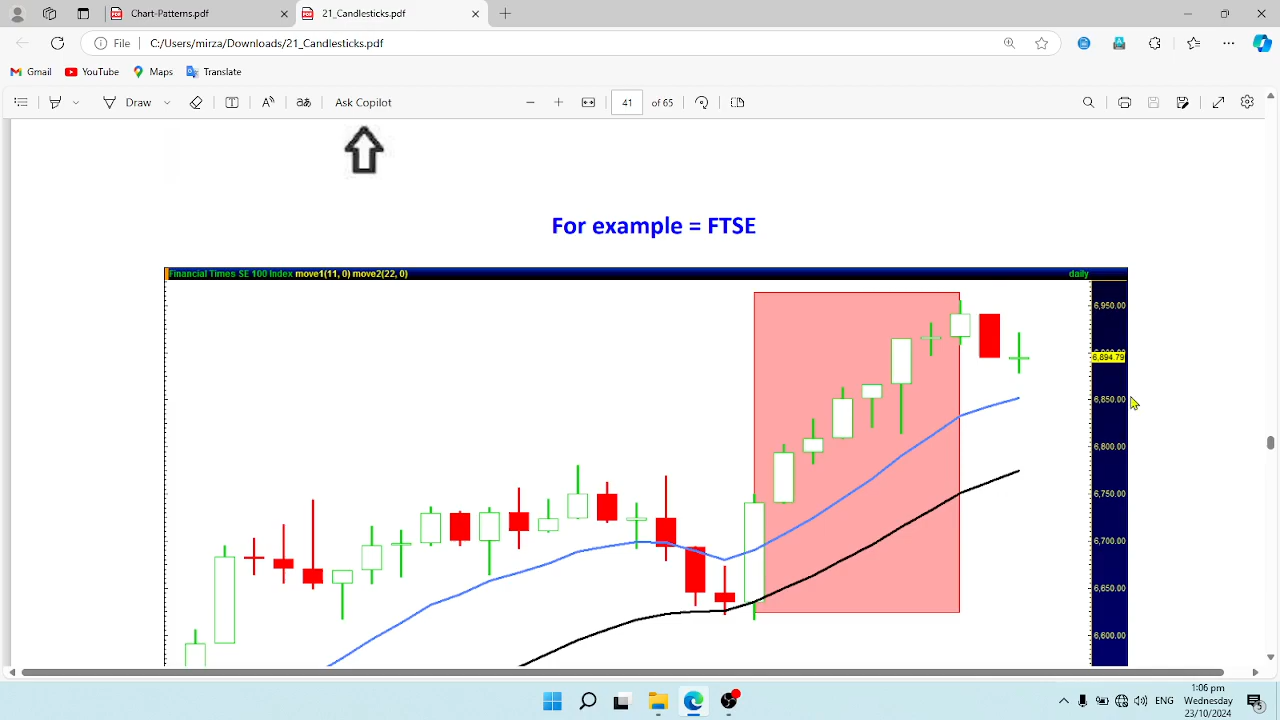 Chart-Patterns.pdf
21_Candlesticks.pdf
File
C:/Users/mirza/Downloads/21_Candlesticks.pdf
Gmail
YouTube
Maps
Translate
Draw
Ask Copilot
41
of 65
For example = FTSE
Financial Times SE 100 Index move1(11, 0) move2(22, 0)
daily
6,950.00
6,894.79
6,850.00
6,800.00
6,750.00
6,700.00
6,650.00
6,600.00
1:06 pm
Wednesday
23/10/2024